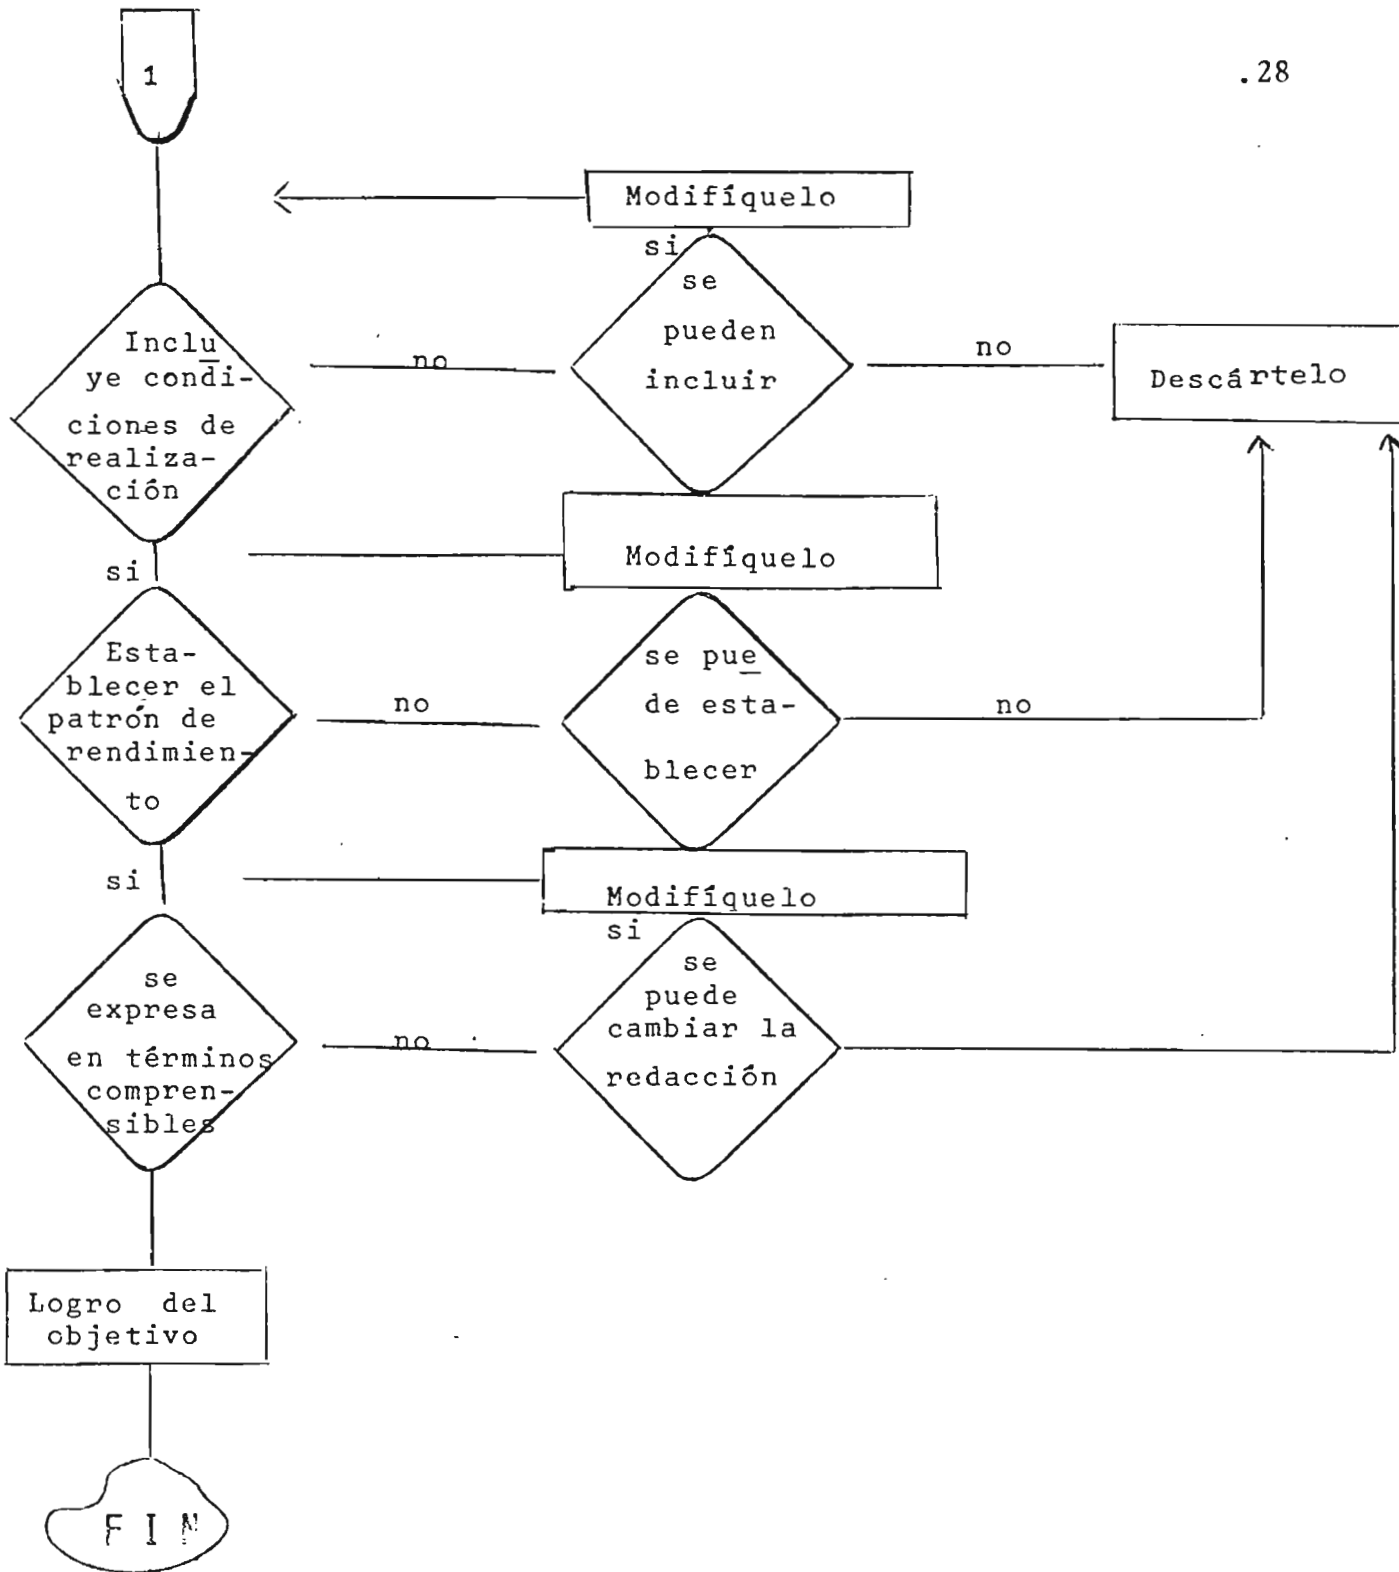 .28
1
Modifíquelo
si
se
pueden
incluir
no
Descártelo
Inclu
ye condi-
ciones de
realiza-
ción
no
si
Modifíquelo
Esta-
blecer el
patrón de
rendimien-
to
no
se pue
de esta-
blecer
no
si
Modifíquelo
si
se
expresa
en términos
compren-
sibles
no
se
puede
cambiar la
redacción
Logro del
objetivo
FIN